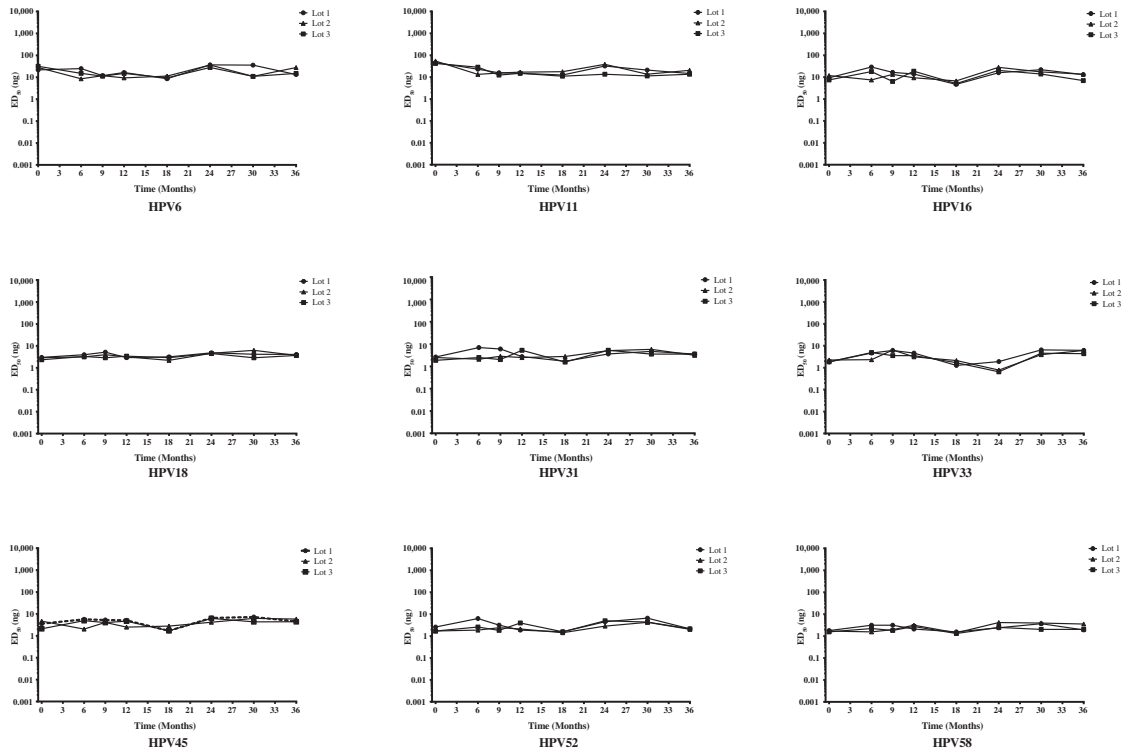 10,000
1,000
100
10
1
0.1
0.01
0.001
ED50 (ng)
Lot 1
Lot 2
Lot 3
0 3 6 9 12 15 18 21 24 27 30 33 36
Time (Months)
HPV6
10,000
1,000
100
10
1
0.1
0.01
0.001
ED50 (ng)
Lot 1
Lot 2
Lot 3
0 3 6 9 12 15 18 21 24 27 30 33 36
Time (Months)
HPV11
10,000
1,000
100
10
1
0.1
0.01
0.001
ED50 (ng)
Lot 1
Lot 2
Lot 3
0 3 6 9 12 15 18 21 24 27 30 33 36
Time (Months)
HPV16
10,000
1,000
100
10
1
0.1
0.01
0.001
ED50 (ng)
Lot 1
Lot 2
Lot 3
0 3 6 9 12 15 18 21 24 27 30 33 36
Time (Months)
HPV18
10,000
1,000
100
10
1
0.1
0.01
0.001
ED50 (ng)
Lot 1
Lot 2
Lot 3
0 3 6 9 12 15 18 21 24 27 30 33 36
Time (Months)
HPV31
10,000
1,000
100
10
1
0.1
0.01
0.001
ED50 (ng)
Lot 1
Lot 2
Lot 3
0 3 6 9 12 15 18 21 24 27 30 33 36
Time (Months)
HPV33
10,000
1,000
100
10
1
0.1
0.01
0.001
ED50 (ng)
Lot 1
Lot 2
Lot 3
0 3 6 9 12 15 18 21 24 27 30 33 36
Time (Months)
HPV45
10,000
1,000
100
10
1
0.1
0.01
0.001
ED50 (ng)
Lot 1
Lot 2
Lot 3
0 3 6 9 12 15 18 21 24 27 30 33 36
Time (Months)
HPV52
10,000
1,000
100
10
1
0.1
0.01
0.001
ED50 (ng)
Lot 1
Lot 2
Lot 3
0 3 6 9 12 15 18 21 24 27 30 33 36
Time (Months)
HPV58